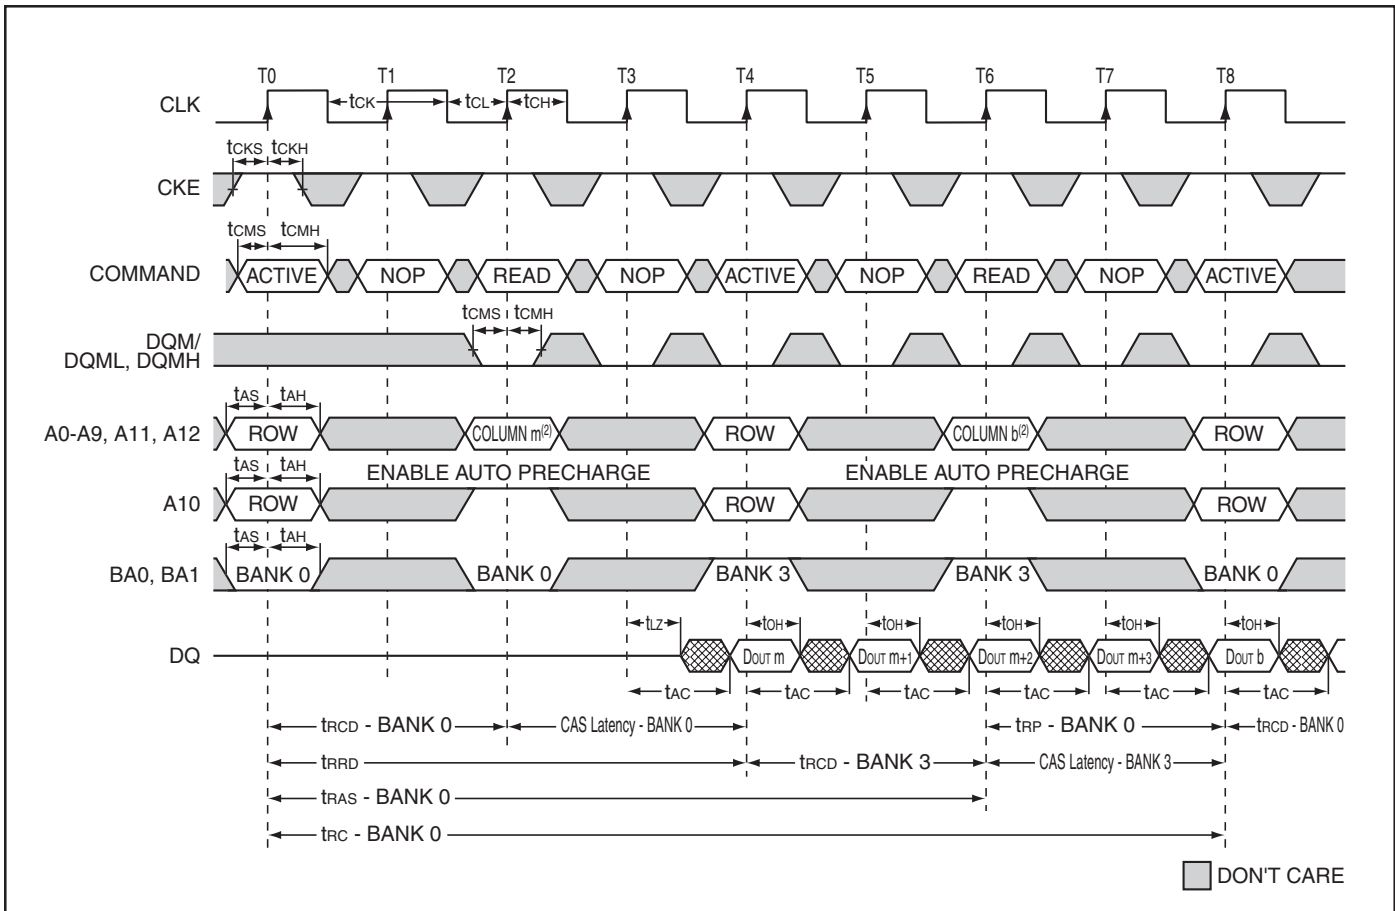 T0 T1 T2 T3 T4 T5 T6 T7 T8
CLK tCK tCL tCH
tCKS tCKH
CKE
tCMS tCMH
COMMAND ACTIVE NOP READ NOP ACTIVE NOP READ NOP ACTIVE
tCMS tCMH
DQM/
DQML, DQMH
tAS tAH
A0-A9, A11, A12 ROW COLUMN m(2) ROW COLUMN b(2) ROW
tAS tAH ENABLE AUTO PRECHARGE ENABLE AUTO PRECHARGE
A10 ROW ROW ROW
tAS tAH
BA0, BA1 BANK 0 BANK 0 BANK 3 BANK 3 BANK 0
tLZ tOH tOH tOH tOH tOH
DQ DOUT m DOUT m+1 DOUT m+2 DOUT m+3 DOUT b
tAC tAC tAC tAC tAC tAC
tRCD - BANK 0 CAS Latency - BANK 0 tRP - BANK 0 tRCD - BANK 0
tRRD tRCD - BANK 3 CAS Latency - BANK 3
tRAS - BANK 0
tRC - BANK 0
DON'T CARE